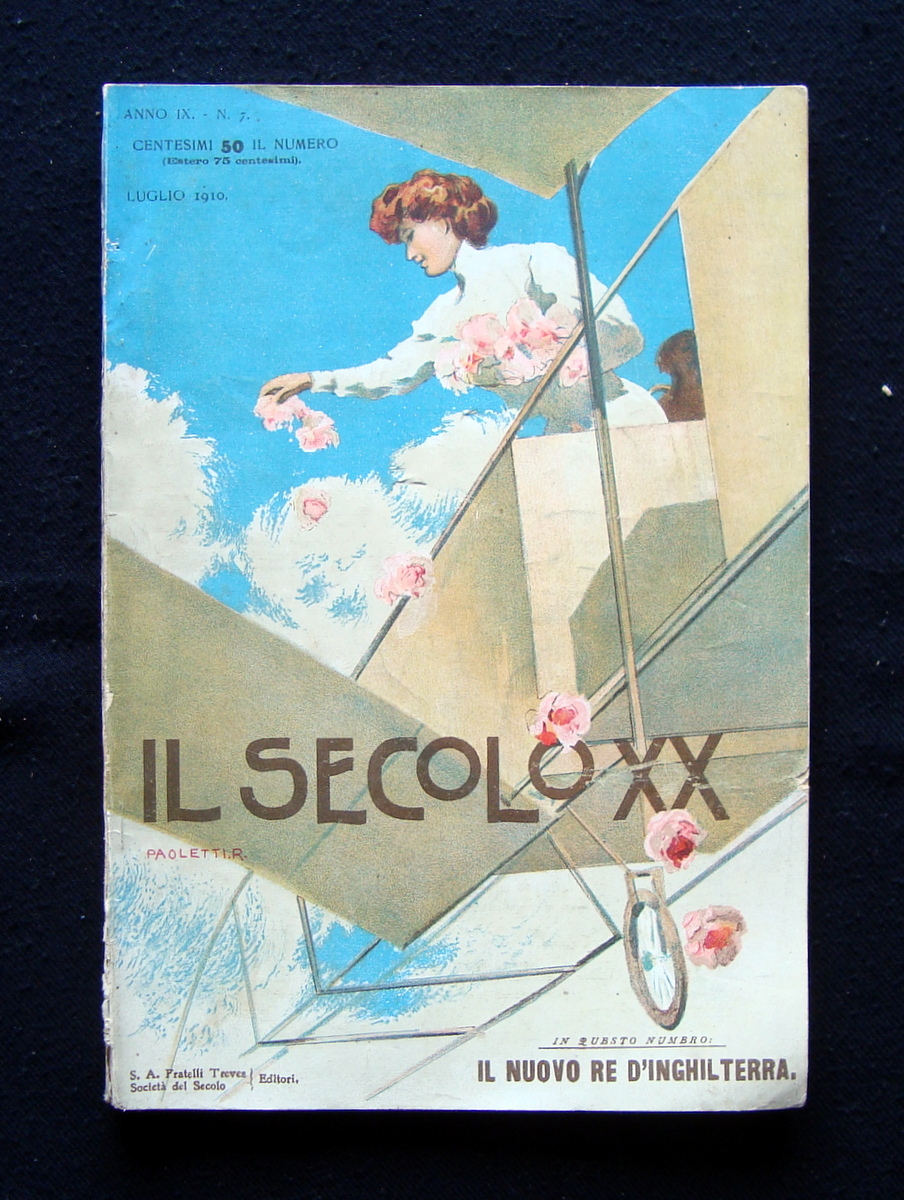 ANNO IX. - N. 7.
CENTESIMI 50 IL NUMERO
(Estero 75 centesimi).
LUGLIO 1910.
IL SECOLO XX
PAOLETTI.R.
IN QUESTO NUMERO:
IL NUOVO RE D'INGHILTERRA.
S. A. Fratelli Treves
Società del Secolo } Editori.